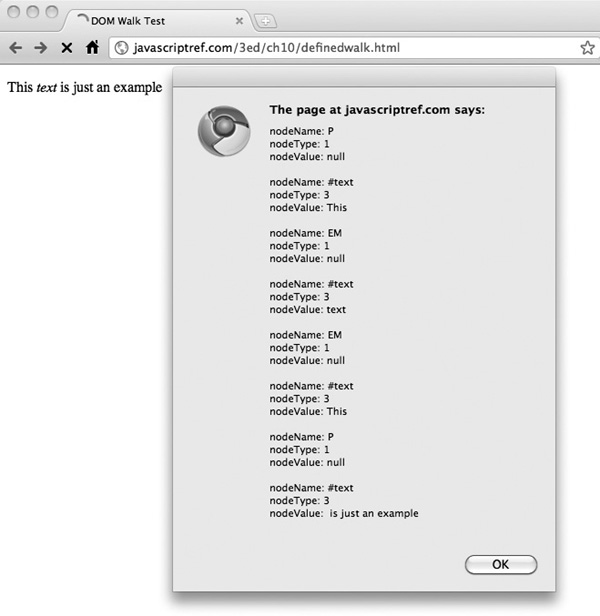 DOM Walk Test
javascriptref.com/3ed/ch10/definedwalk.html
This text is just an example
The page at javascriptref.com says:
nodeName: P
nodeType: 1
nodeValue: null
nodeName: #text
nodeType: 3
nodeValue: This
nodeName: EM
nodeType: 1
nodeValue: null
nodeName: #text
nodeType: 3
nodeValue: text
nodeName: EM
nodeType: 1
nodeValue: null
nodeName: #text
nodeType: 3
nodeValue: This
nodeName: P
nodeType: 1
nodeValue: null
nodeName: #text
nodeType: 3
nodeValue:  is just an example
OK